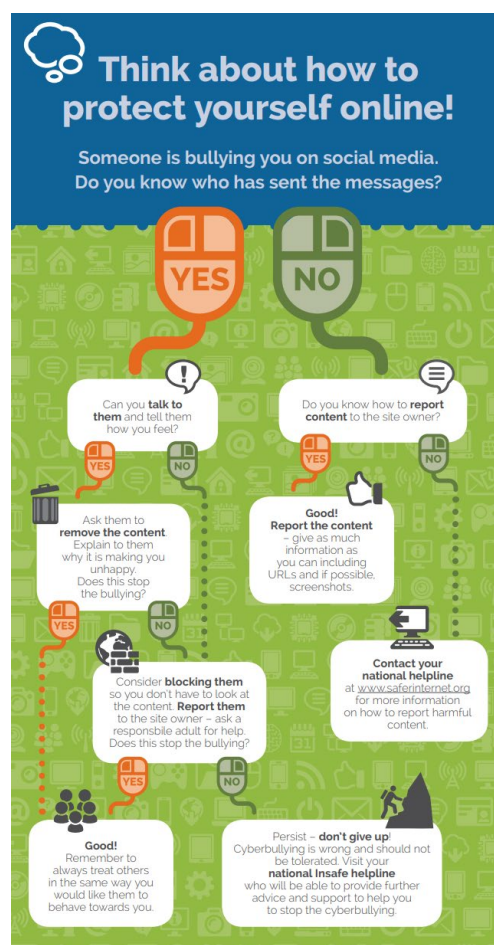 Think about how to
protect yourself online!
Someone is bullying you on social media.
Do you know who has sent the messages?
YES
NO
Can you talk to
them and tell them
how you feel?
YES
NO
Do you know how to report
content to the site owner?
YES
NO
Ask them to
remove the content
Explain to them
why it is making you
unhappy.
Does this stop
the bullying?
YES
NO
Good!
Report the content
– give as much
information as
you can including
URLs and if possible,
screenshots.
Contact your
national helpline
at www.saferinternet.org
for more information
on how to report harmful
content.
Consider blocking them
so you don't have to look at
the content. Report them
to the site owner – ask a
responsbile adult for help.
Does this stop the bullying?
YES
NO
Good!
Remember to
always treat others
in the same way you
would like them to
behave towards you.
Persist – don't give up!
Cyberbullying is wrong and should not
be tolerated. Visit your
national Insafe helpline
who will be able to provide further
advice and support to help you
to stop the cyberbullying.